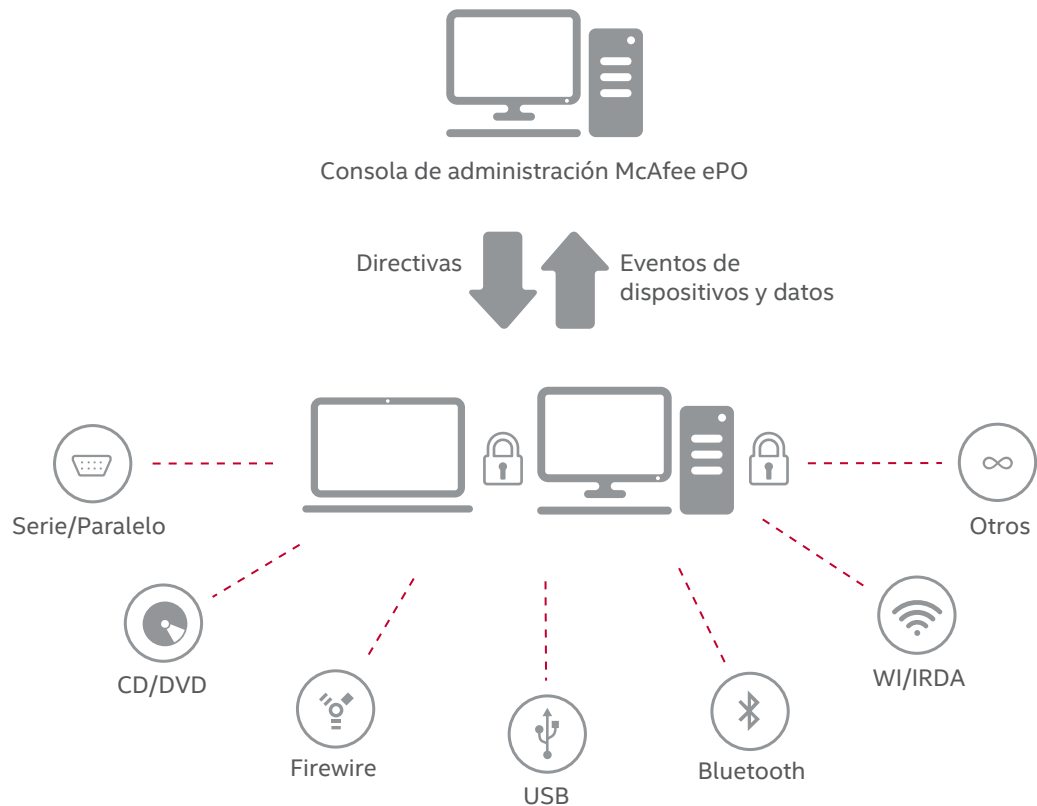 Consola de administración McAfee ePO
Directivas
Eventos de
dispositivos y datos
Serie/Paralelo
Otros
CD/DVD
WI/IRDA
Firewire
Bluetooth
USB